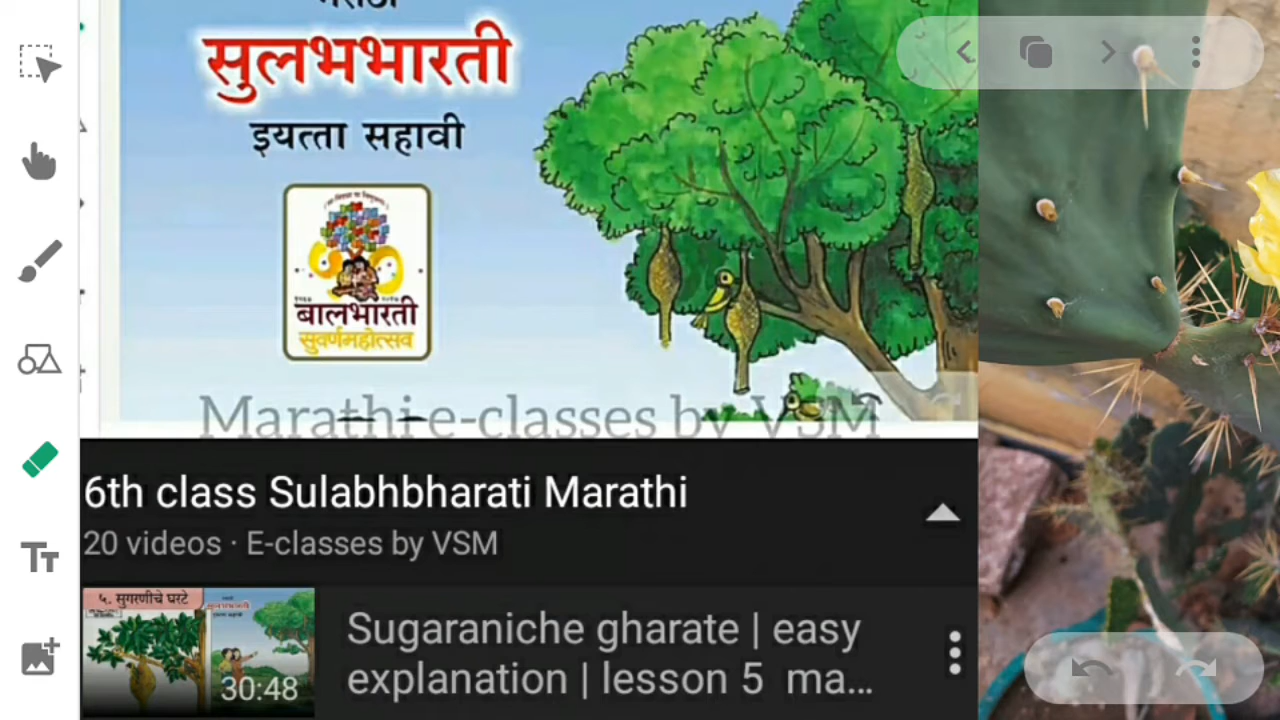 सुलभभारती
इयत्ता सहावी
बालभारती
सुवर्णमहोत्सव
Marathi e-classes by VSM
6th class Sulabhbharati Marathi
20 videos · E-classes by VSM
५. सुगरणीचे घरटे
30:48
Sugaraniche gharate | easy
explanation | lesson 5 ma...
TT